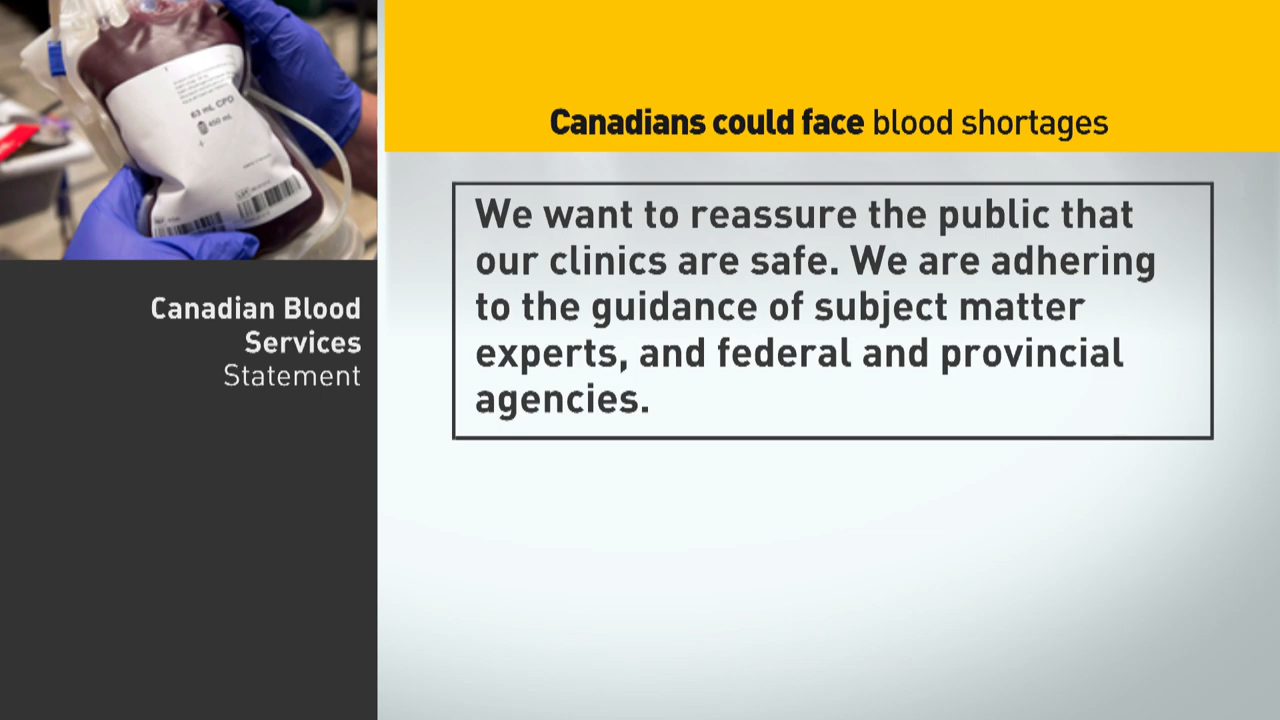 63 mL CPD
450 mL
Canadians could face blood shortages
Canadian Blood
Services
Statement
We want to reassure the public that
our clinics are safe. We are adhering
to the guidance of subject matter
experts, and federal and provincial
agencies.